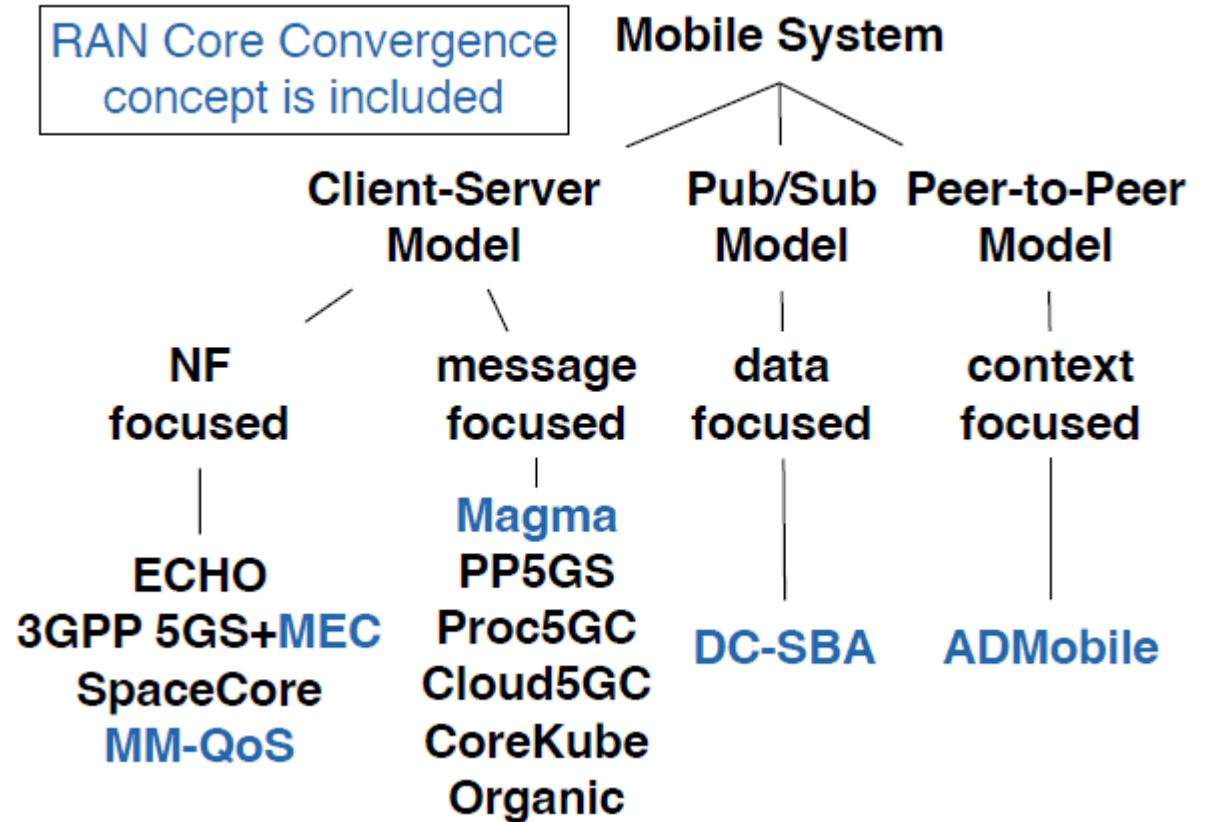 RAN Core Convergence
concept is included
Mobile System
Client-Server
Model
Pub/Sub
Model
Peer-to-Peer
Model
NF
focused
message
focused
data
focused
context
focused
ECHO
3GPP 5GS+MEC
SpaceCore
MM-QoS
Magma
PP5GS
Proc5GC
Cloud5GC
CoreKube
Organic
DC-SBA
ADMobile